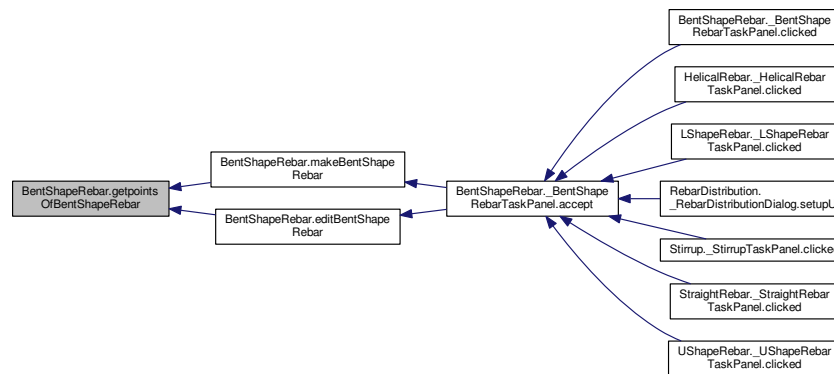 BentShapeRebar.getpoints
OfBentShapeRebar
BentShapeRebar.makeBentShape
Rebar
BentShapeRebar.editBentShape
Rebar
BentShapeRebar._BentShape
RebarTaskPanel.accept
BentShapeRebar._BentShape
RebarTaskPanel.clicked
HelicalRebar._HelicalRebar
TaskPanel.clicked
LShapeRebar._LShapeRebar
TaskPanel.clicked
RebarDistribution.
_RebarDistributionDialog.setupU
Stirrup._StirrupTaskPanel.clicked
StraightRebar._StraightRebar
TaskPanel.clicked
UShapeRebar._UShapeRebar
TaskPanel.clicked